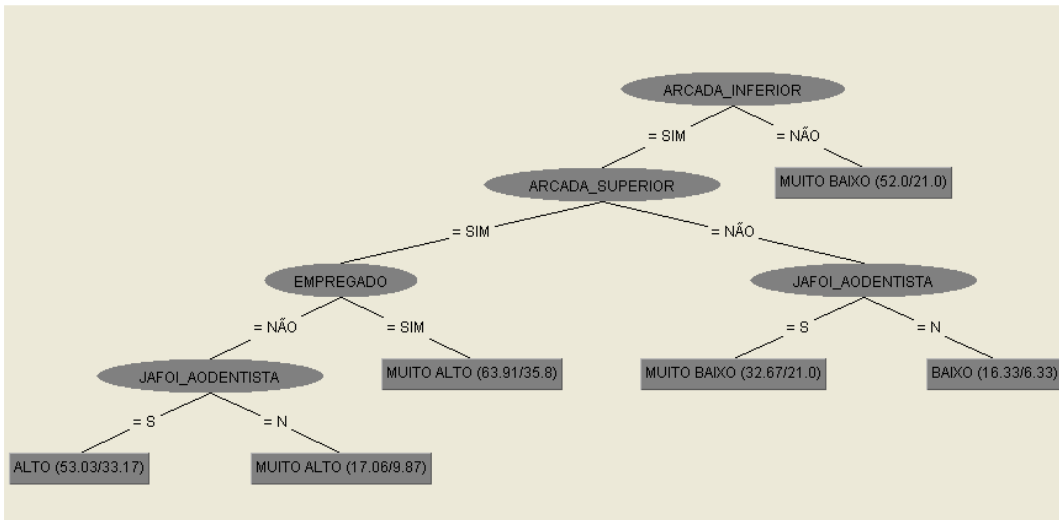 ARCADA_INFERIOR
= SIM
= NÃO
ARCADA_SUPERIOR
MUITO BAIXO (52.0/21.0)
= SIM
= NÃO
EMPREGADO
JAFOI_AODENTISTA
= NÃO
= SIM
= S
= N
JAFOI_AODENTISTA
MUITO ALTO (63.91/35.8)
MUITO BAIXO (32.67/21.0)
BAIXO (16.33/6.33)
= S
= N
ALTO (53.03/33.17)
MUITO ALTO (17.06/9.87)